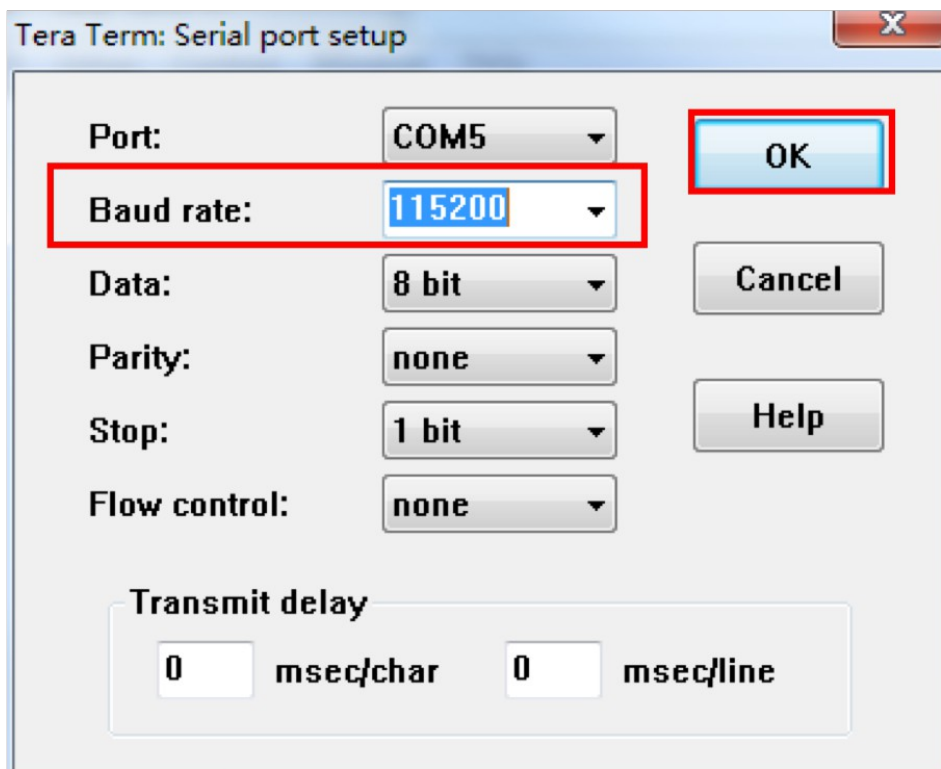 Tera Term: Serial port setup
x
Port: COM5 OK
Baud rate: 115200
Data: 8 bit Cancel
Parity: none
Stop: 1 bit Help
Flow control: none
Transmit delay
0 msec/char 0 msec/line